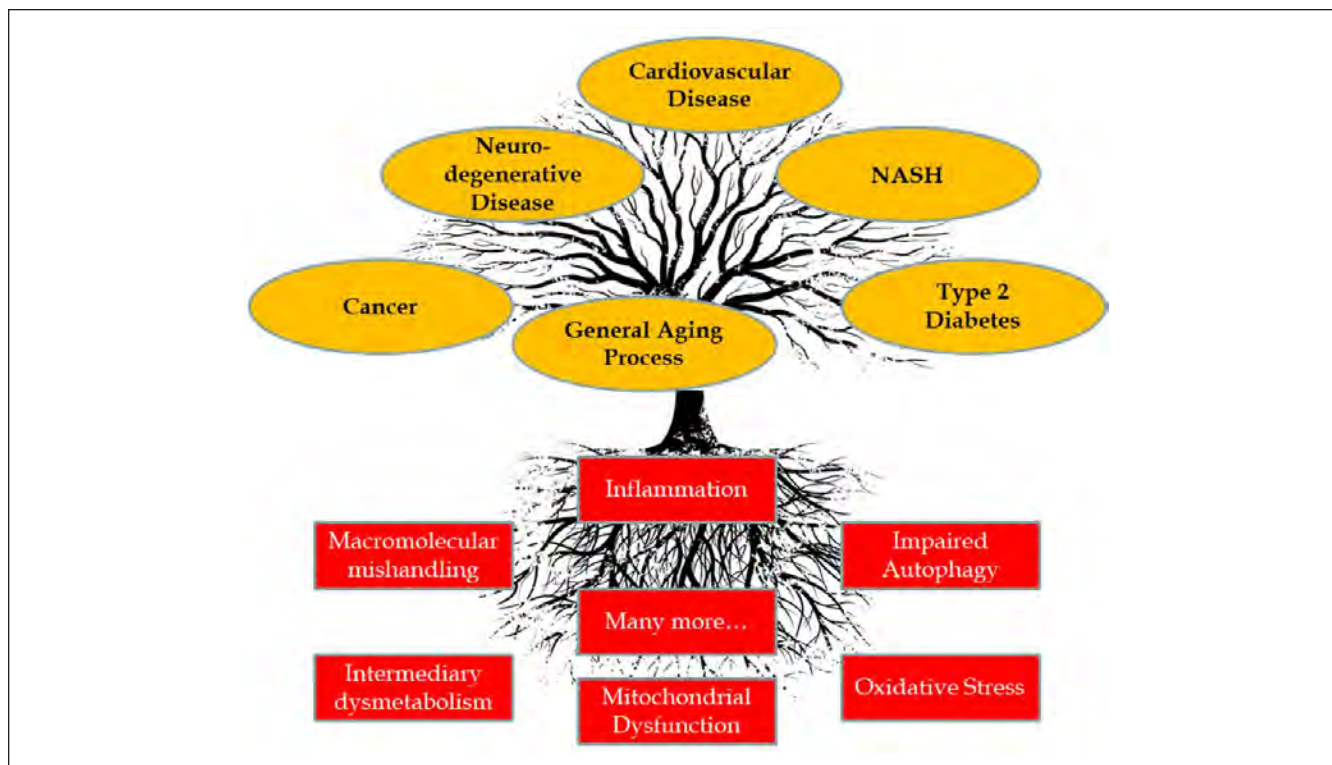 Cardiovascular
Disease
Neuro-
degenerative
Disease
NASH
Cancer
General Aging
Process
Type 2
Diabetes
Inflammation
Macromolecular
mishandling
Impaired
Autophagy
Many more…
Intermediary
dysmetabolism
Mitochondrial
Dysfunction
Oxidative Stress